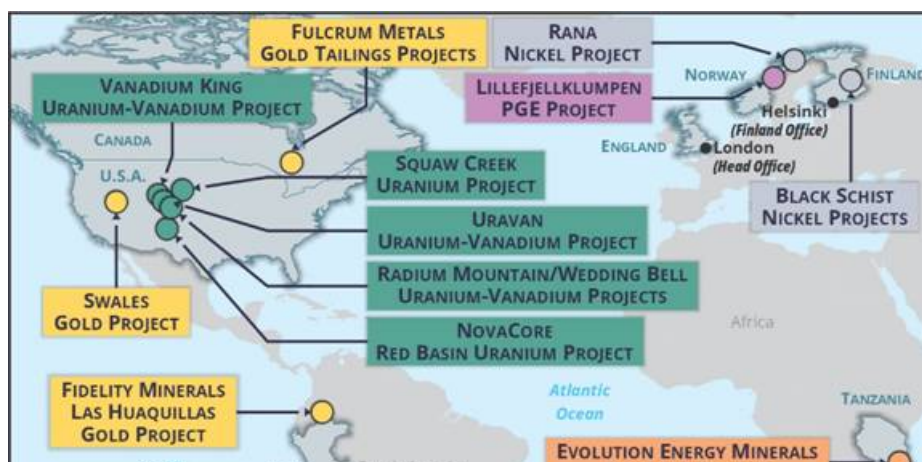 Fulcrum Metals
Gold Tailings Projects
Rana
Nickel Project
Vanadium King
Uranium-Vanadium Project
Norway
Finland
Lillefjellklumpen
PGE Project
Helsinki
(Finland Office)
Canada
England
London
(Head Office)
U.S.A.
Squaw Creek
Uranium Project
Black Schist
Nickel Projects
Uravan
Uranium-Vanadium Project
Radium Mountain/Wedding Bell
Uranium-Vanadium Projects
Swales
Gold Project
NovaCore
Red Basin Uranium Project
Africa
Fidelity Minerals
Las Huaquillas
Gold Project
Atlantic
Ocean
Tanzania
Evolution Energy Minerals